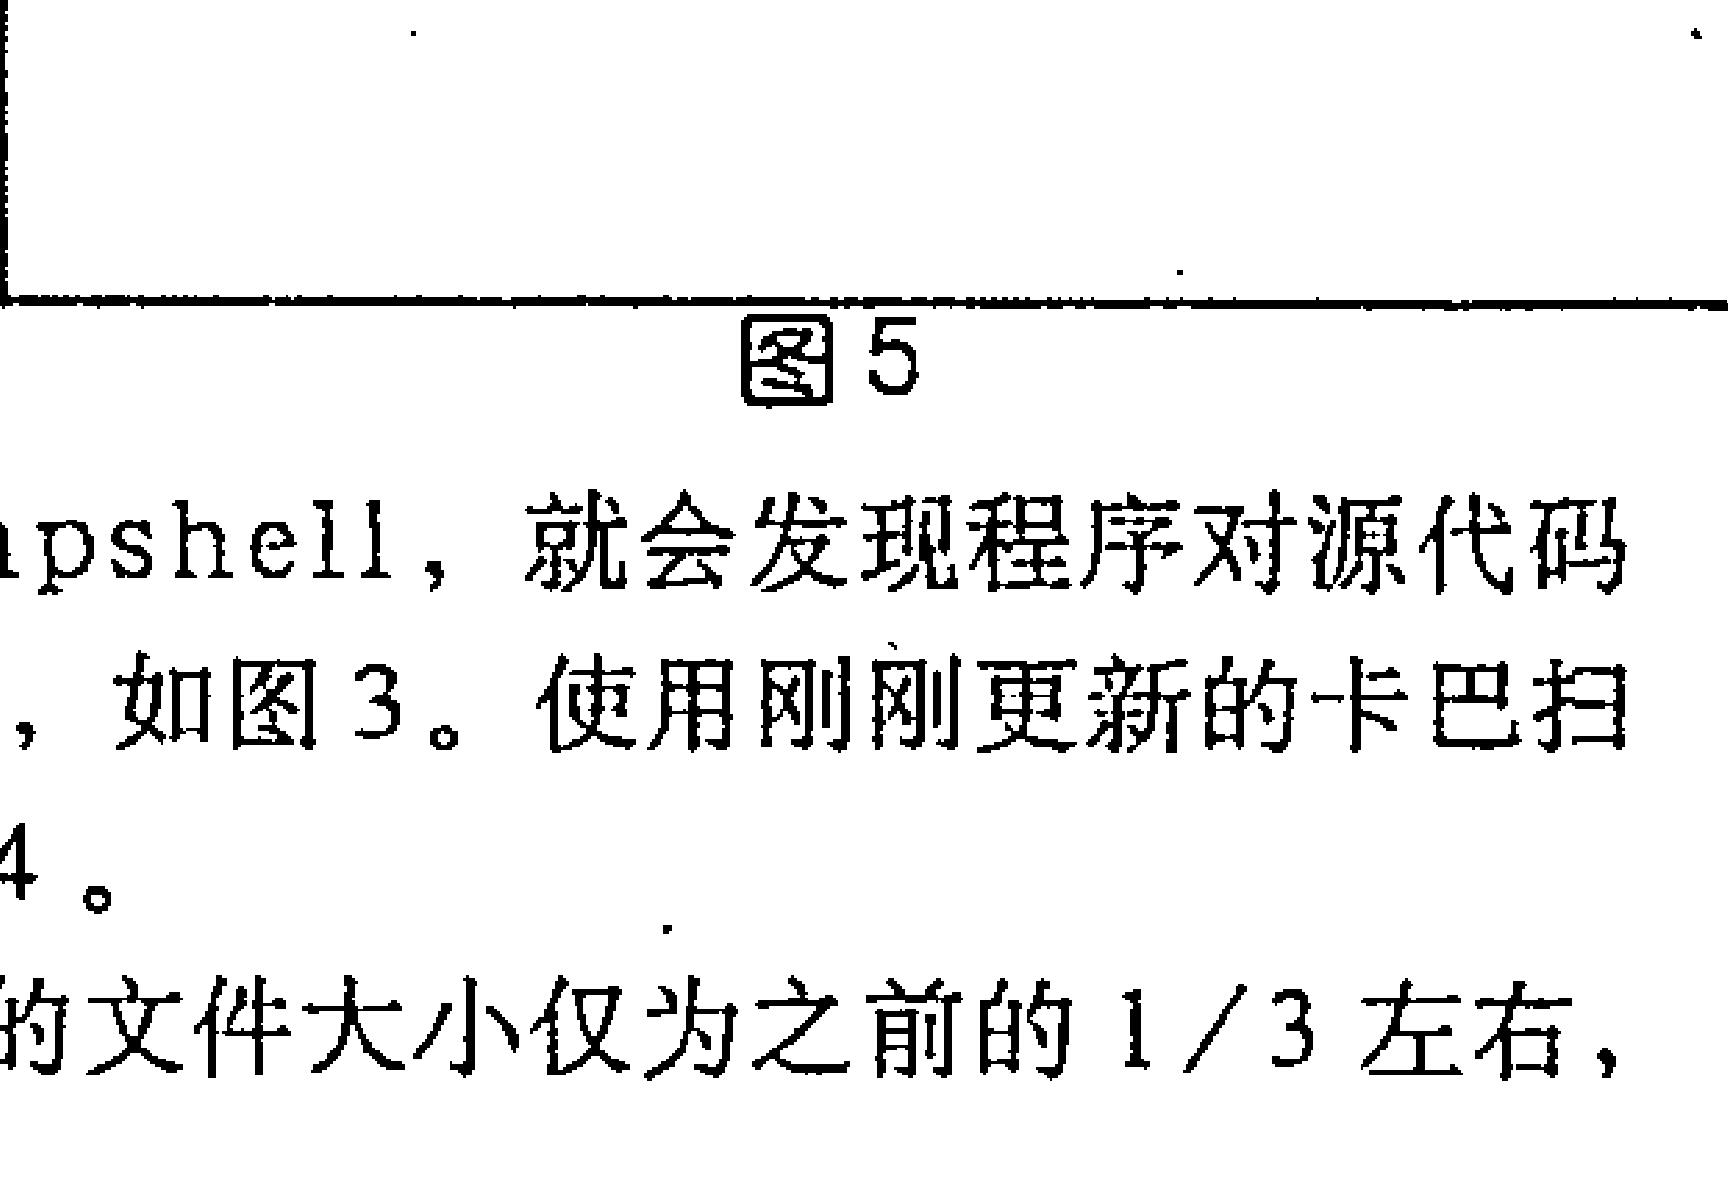 图5
pshell，就会发现程序对源代码
，如图3。使用刚刚更新的卡巴扫
4。
的文件大小仅为之前的1/3左右，